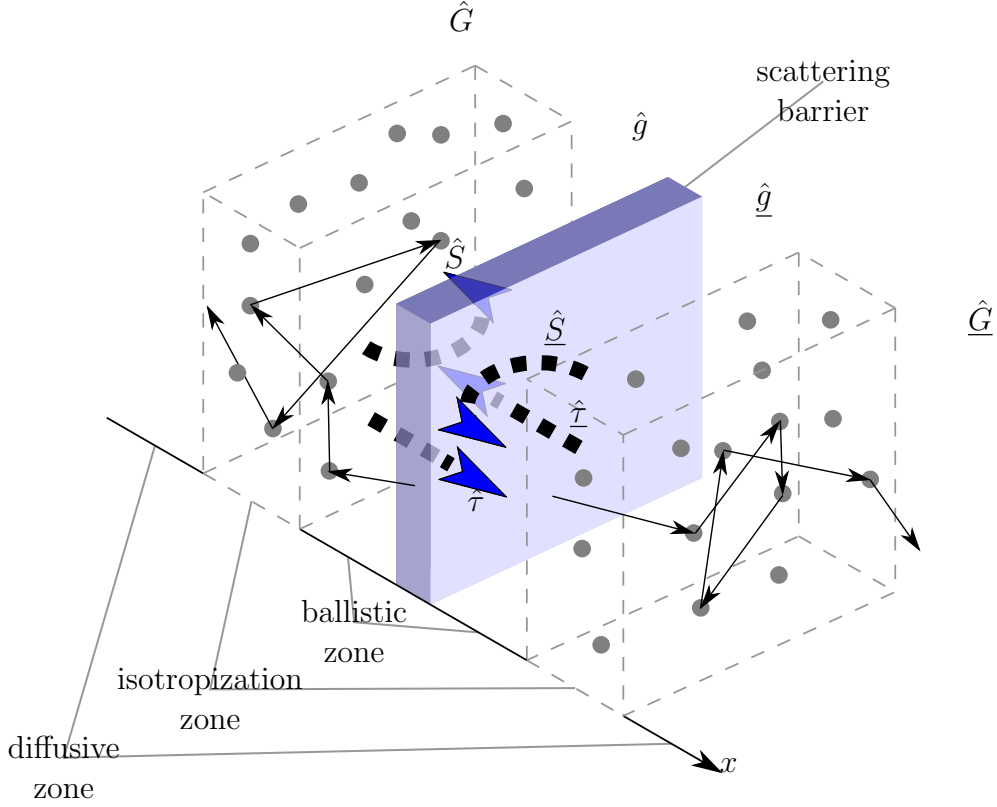 Ĝ
scattering
barrier
ĝ
ĝ
Ŝ
Ĝ
Ŝ
τ̂
τ̂
ballistic
zone
isotropization
zone
diffusive
zone
x